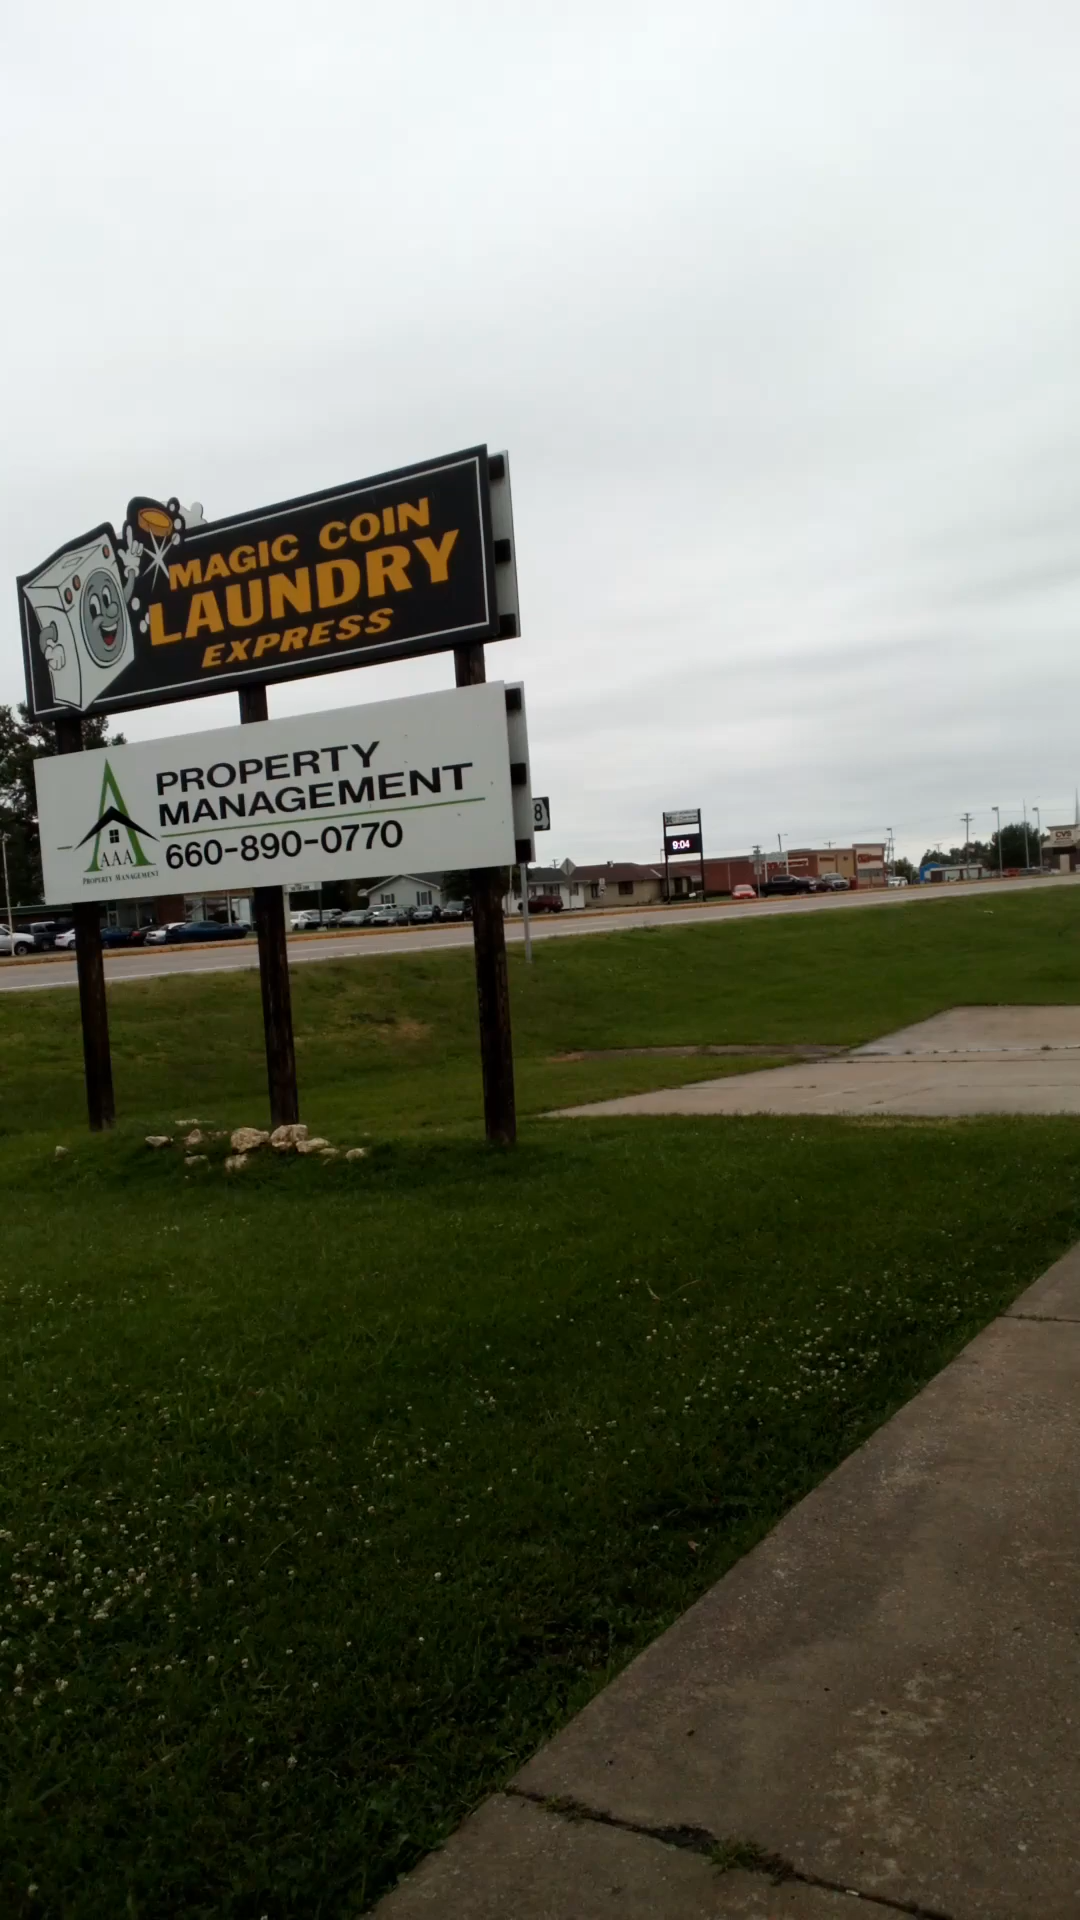 MAGIC COIN
LAUNDRY
EXPRESS
PROPERTY
MANAGEMENT
660-890-0770
AAA
PROPERTY MANAGEMENT
8
9:04
CVS